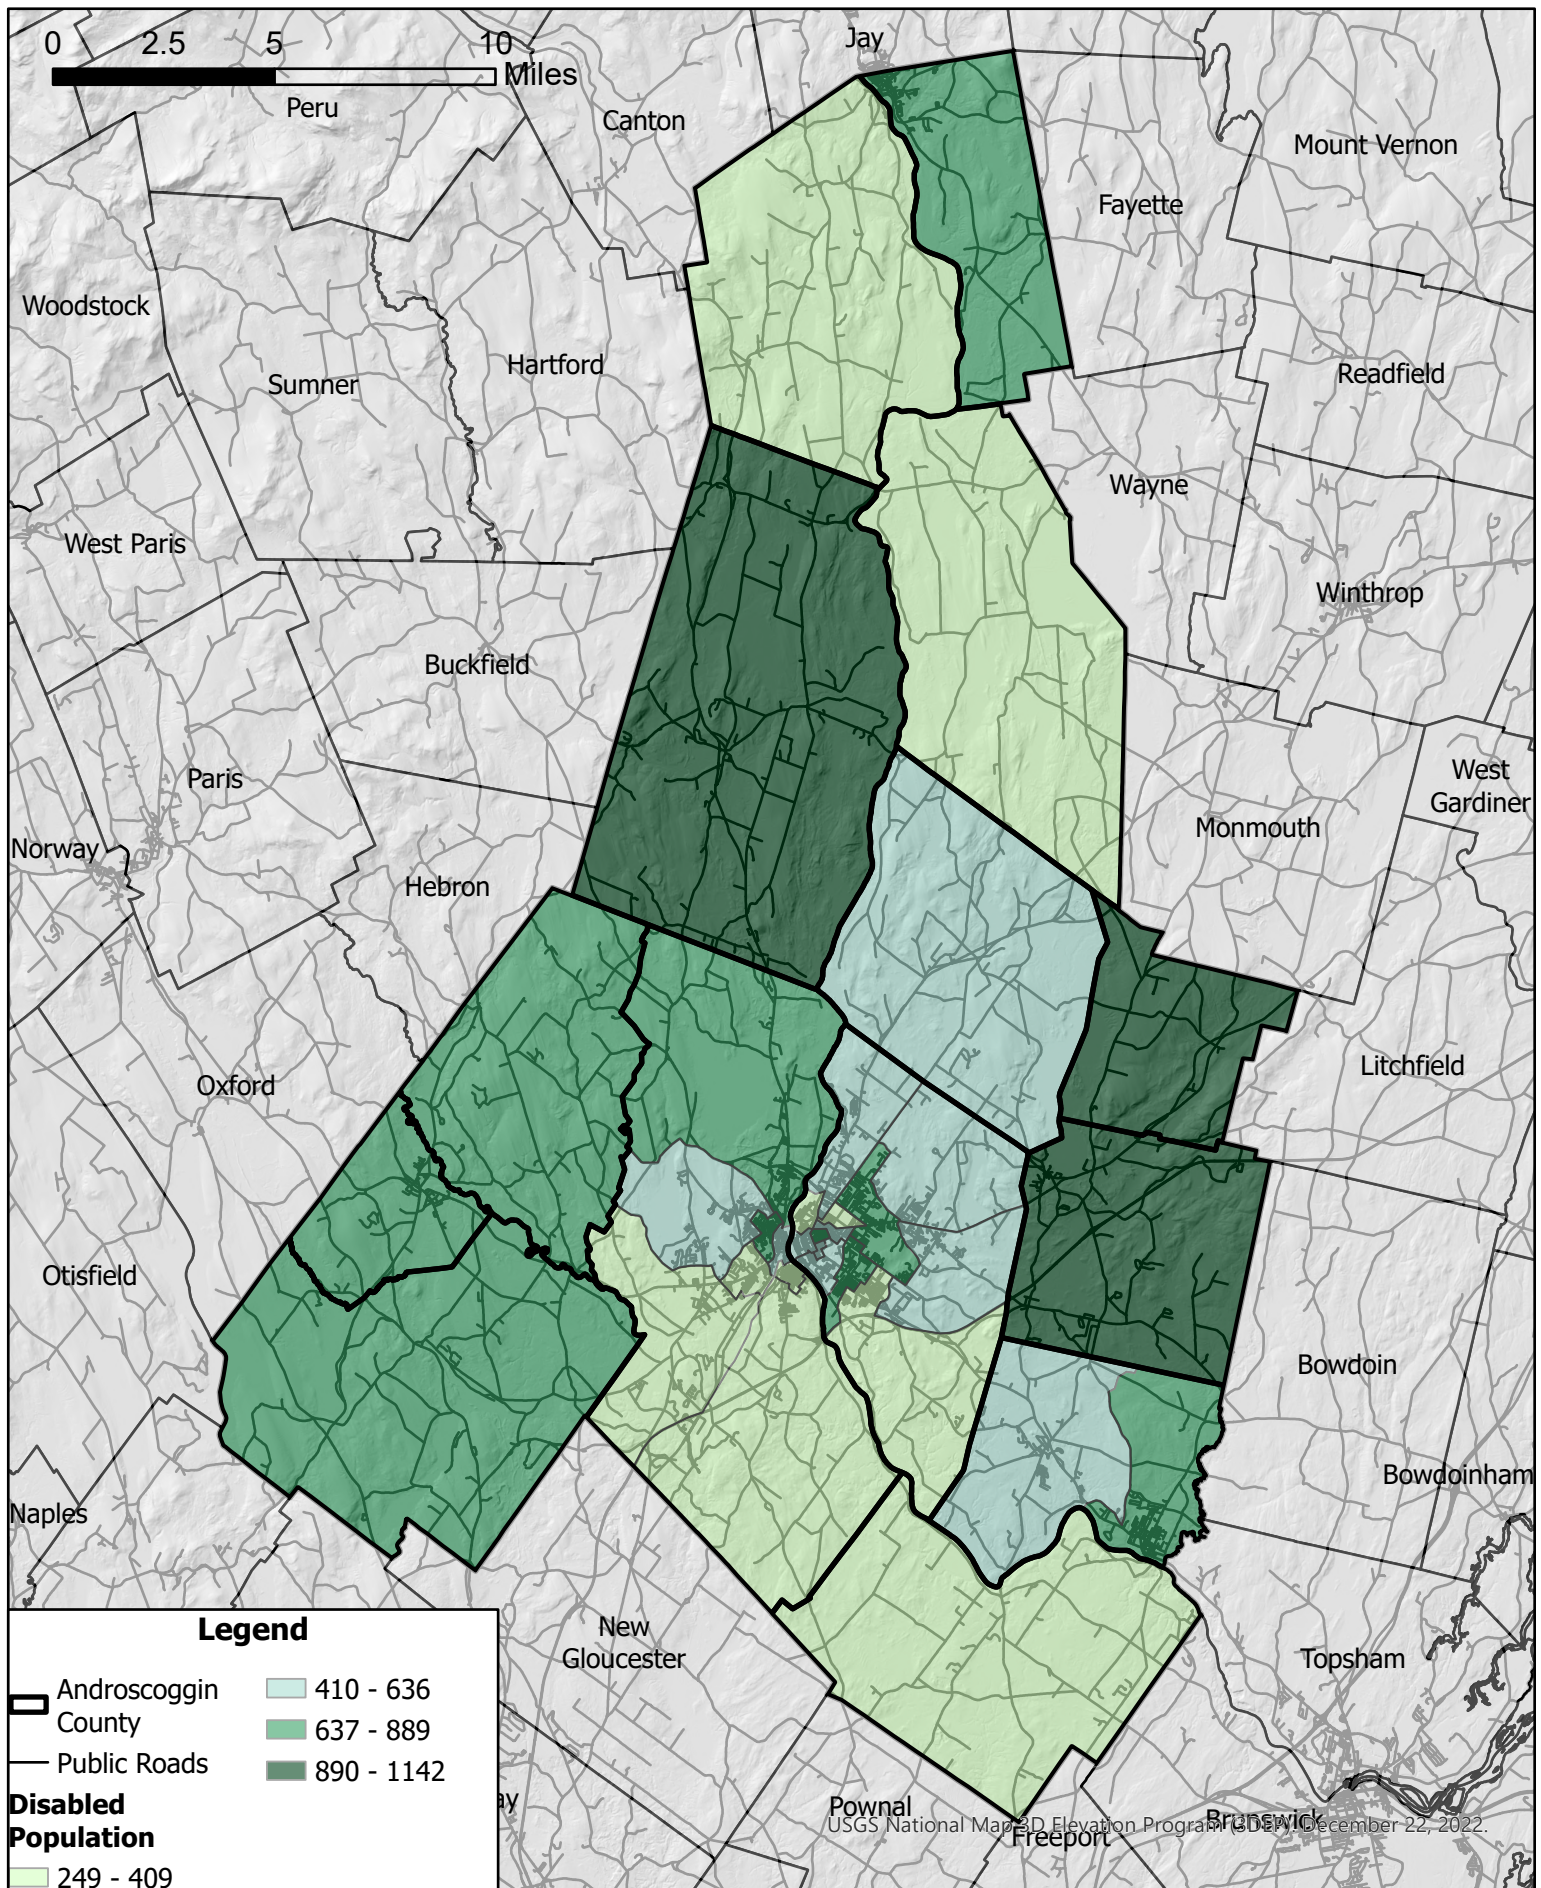 0 2.5 5 10
Miles
Jay
Peru
Canton
Mount Vernon
Fayette
Woodstock
Hartford
Sumner
Readfield
Wayne
West Paris
Winthrop
Buckfield
Paris
West
Gardiner
Monmouth
Norway
Hebron
Litchfield
Oxford
Otisfield
Bowdoin
Bowdoinham
Naples
New
Gloucester
Topsham
Legend
Androscoggin
County
Public Roads
Disabled
Population
249 - 409
410 - 636
637 - 889
890 - 1142
ay
Pownal
Brunswick
USGS National Map 3D Elevation Program (3DEP). December 22, 2022.
Freeport